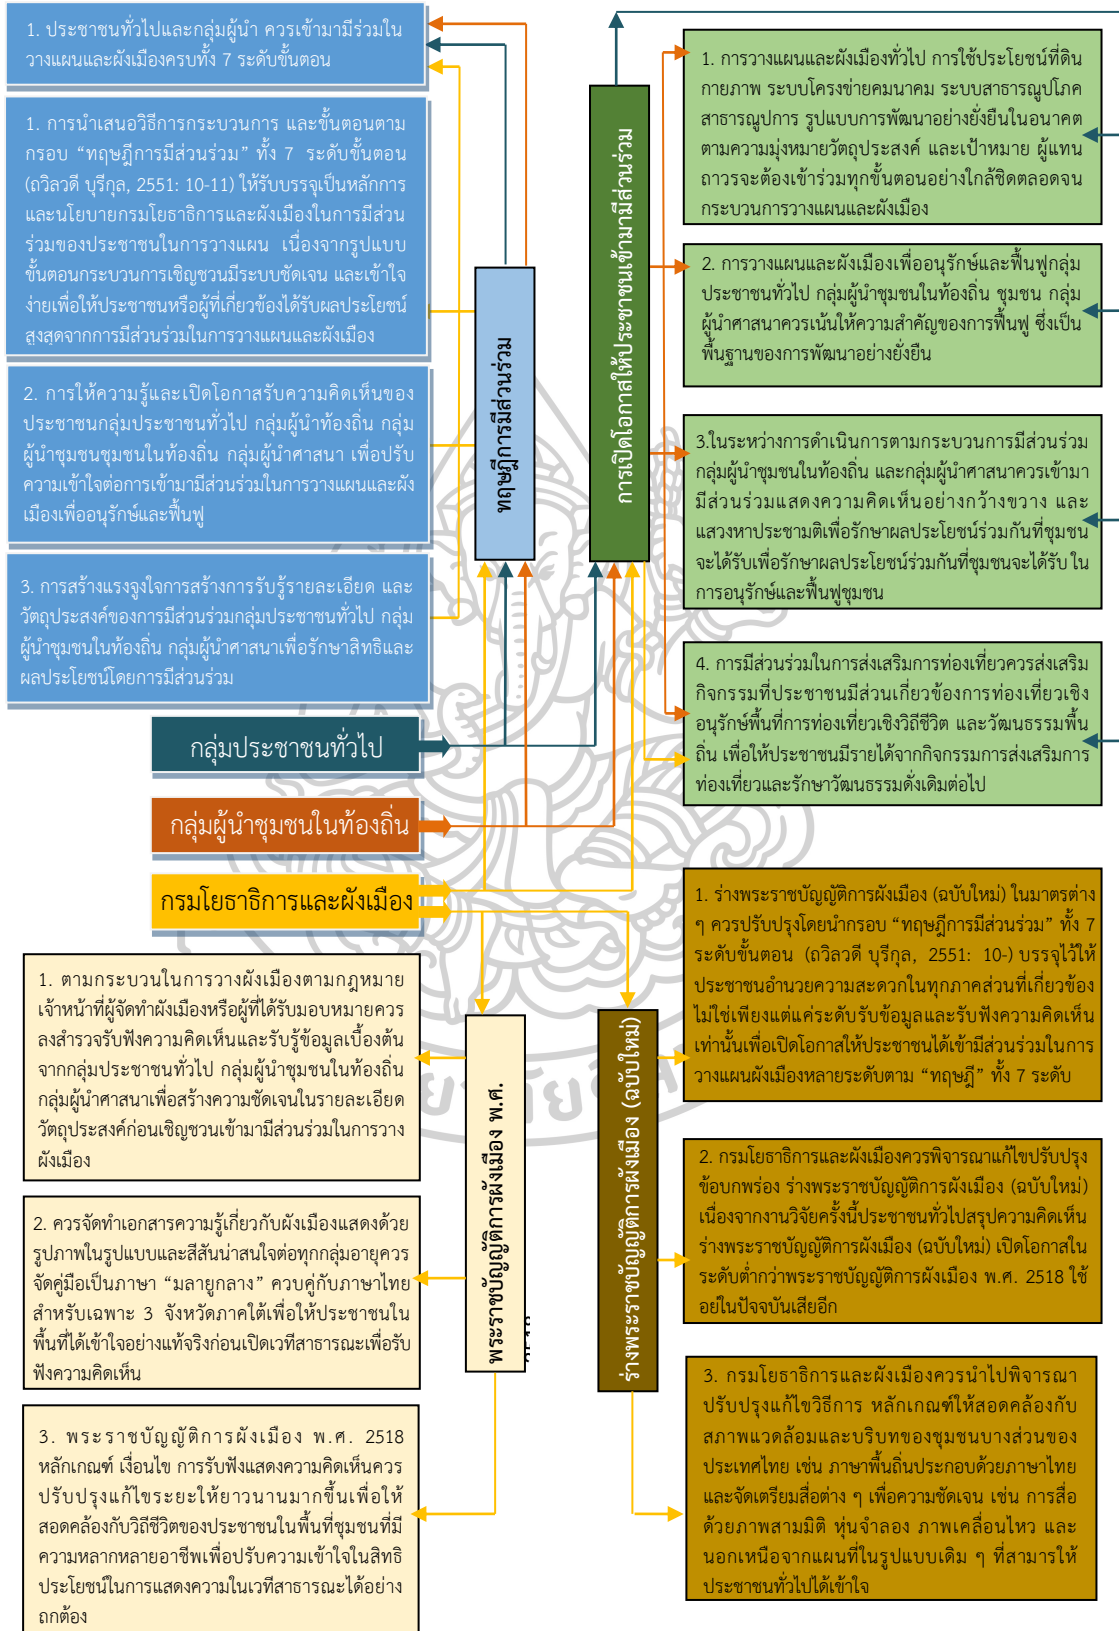 1. ประชาชนทั่วไปและกลุ่มผู้นำ ควรเข้ามามีร่วมใน
วางแผนและผังเมืองครบทั้ง 7 ระดับขั้นตอน
1. การนำเสนอวิธีการกระบวนการ และขั้นตอนตาม
กรอบ “ทฤษฎีการมีส่วนร่วม” ทั้ง 7 ระดับขั้นตอน
(ถวิลวดี บุรีกุล, 2551: 10-11) ให้รับบรรจุเป็นหลักการ
และนโยบายกรมโยธาธิการและผังเมืองในการมีส่วน
ร่วมของประชาชนในการวางแผน เนื่องจากรูปแบบ
ขั้นตอนกระบวนการเชิญชวนมีระบบชัดเจน และเข้าใจ
ง่ายเพื่อให้ประชาชนหรือผู้ที่เกี่ยวข้องได้รับผลประโยชน์
สูงสุดจากการมีส่วนร่วมในการวางแผนและผังเมือง
2. การให้ความรู้และเปิดโอกาสรับความคิดเห็นของ
ประชาชนกลุ่มประชาชนทั่วไป กลุ่มผู้นำท้องถิ่น กลุ่ม
ผู้นำชุมชนชุมชนในท้องถิ่น กลุ่มผู้นำศาสนา เพื่อปรับ
ความเข้าใจต่อการเข้ามามีส่วนร่วมในการวางแผนและผัง
เมืองเพื่ออนุรักษ์และฟื้นฟู
3. การสร้างแรงจูงใจการสร้างการรับรู้รายละเอียด และ
วัตถุประสงค์ของการมีส่วนร่วมกลุ่มประชาชนทั่วไป กลุ่ม
ผู้นำชุมชนในท้องถิ่น กลุ่มผู้นำศาสนาเพื่อรักษาสิทธิและ
ผลประโยชน์โดยการมีส่วนร่วม
ทฤษฎีการมีส่วนร่วม
การเปิดโอกาสให้ประชาชนเข้ามามีส่วนร่วม
1. การวางแผนและผังเมืองทั่วไป การใช้ประโยชน์ที่ดิน
กายภาพ ระบบโครงข่ายคมนาคม ระบบสาธารณูปโภค
สาธารณูปการ รูปแบบการพัฒนาอย่างยั่งยืนในอนาคต
ตามความมุ่งหมายวัตถุประสงค์ และเป้าหมาย ผู้แทน
ถาวรจะต้องเข้าร่วมทุกขั้นตอนอย่างใกล้ชิดตลอดจน
กระบวนการวางแผนและผังเมือง
2. การวางแผนและผังเมืองเพื่ออนุรักษ์และฟื้นฟูกลุ่ม
ประชาชนทั่วไป กลุ่มผู้นำชุมชนในท้องถิ่น ชุมชน กลุ่ม
ผู้นำศาสนาควรเน้นให้ความสำคัญของการฟื้นฟู ซึ่งเป็น
พื้นฐานของการพัฒนาอย่างยั่งยืน
3.ในระหว่างการดำเนินการตามกระบวนการมีส่วนร่วม
กลุ่มผู้นำชุมชนในท้องถิ่น และกลุ่มผู้นำศาสนาควรเข้ามา
มีส่วนร่วมแสดงความคิดเห็นอย่างกว้างขวาง และ
แสวงหาประชามติเพื่อรักษาผลประโยชน์ร่วมกันที่ชุมชน
จะได้รับเพื่อรักษาผลประโยชน์ร่วมกันที่ชุมชนจะได้รับ ใน
การอนุรักษ์และฟื้นฟูชุมชน
4. การมีส่วนร่วมในการส่งเสริมการท่องเที่ยวควรส่งเสริม
กิจกรรมที่ประชาชนมีส่วนเกี่ยวข้องการท่องเที่ยวเชิง
อนุรักษ์พื้นที่การท่องเที่ยวเชิงวิถีชีวิต และวัฒนธรรมพื้น
ถิ่น เพื่อให้ประชาชนมีรายได้จากกิจกรรมการส่งเสริมการ
ท่องเที่ยวและรักษาวัฒนธรรมดั่งเดิมต่อไป
กลุ่มประชาชนทั่วไป
กลุ่มผู้นำชุมชนในท้องถิ่น
กรมโยธาธิการและผังเมือง
1. ตามกระบวนในการวางผังเมืองตามกฎหมาย
เจ้าหน้าที่ผู้จัดทำผังเมืองหรือผู้ที่ได้รับมอบหมายควร
ลงสำรวจรับฟังความคิดเห็นและรับรู้ข้อมูลเบื้องต้น
จากกลุ่มประชาชนทั่วไป กลุ่มผู้นำชุมชนในท้องถิ่น
กลุ่มผู้นำศาสนาเพื่อสร้างความชัดเจนในรายละเอียด
วัตถุประสงค์ก่อนเชิญชวนเข้ามามีส่วนร่วมในการวาง
ผังเมือง
2. ควรจัดทำเอกสารความรู้เกี่ยวกับผังเมืองแสดงด้วย
รูปภาพในรูปแบบและสีสันน่าสนใจต่อทุกกลุ่มอายุควร
จัดคู่มือเป็นภาษา “มลายูกลาง” ควบคู่กับภาษาไทย
สำหรับเฉพาะ 3 จังหวัดภาคใต้เพื่อให้ประชาชนใน
พื้นที่ได้เข้าใจอย่างแท้จริงก่อนเปิดเวทีสาธารณะเพื่อรับ
ฟังความคิดเห็น
3. พระราชบัญญัติการผังเมือง พ.ศ. 2518
หลักเกณฑ์ เงื่อนไข การรับฟังแสดงความคิดเห็นควร
ปรับปรุงแก้ไขระยะให้ยาวนานมากขึ้นเพื่อให้
สอดคล้องกับวิถีชีวิตของประชาชนในพื้นที่ชุมชนที่มี
ความหลากหลายอาชีพเพื่อปรับความเข้าใจในสิทธิ
ประโยชน์ในการแสดงความในเวทีสาธารณะได้อย่าง
ถูกต้อง
พระราชบัญญัติการผังเมือง พ.ศ.
ร่างพระราชบัญญัติการผังเมือง (ฉบับใหม่)
1. ร่างพระราชบัญญัติการผังเมือง (ฉบับใหม่) ในมาตรต่าง
ๆ ควรปรับปรุงโดยนำกรอบ “ทฤษฎีการมีส่วนร่วม” ทั้ง 7
ระดับขั้นตอน (ถวิลวดี บุรีกุล, 2551: 10-) บรรจุไว้ให้
ประชาชนอำนวยความสะดวกในทุกภาคส่วนที่เกี่ยวข้อง
ไม่ใช่เพียงแต่แค่ระดับรับข้อมูลและรับฟังความคิดเห็น
เท่านั้นเพื่อเปิดโอกาสให้ประชาชนได้เข้ามีส่วนร่วมในการ
วางแผนผังเมืองหลายระดับตาม “ทฤษฎี” ทั้ง 7 ระดับ
2. กรมโยธาธิการและผังเมืองควรพิจารณาแก้ไขปรับปรุง
ข้อบกพร่อง ร่างพระราชบัญญัติการผังเมือง (ฉบับใหม่)
เนื่องจากงานวิจัยครั้งนี้ประชาชนทั่วไปสรุปความคิดเห็น
ร่างพระราชบัญญัติการผังเมือง (ฉบับใหม่) เปิดโอกาสใน
ระดับต่ำกว่าพระราชบัญญัติการผังเมือง พ.ศ. 2518 ใช้
อยู่ในปัจจบันเสียอีก
3. กรมโยธาธิการและผังเมืองควรนำไปพิจารณา
ปรับปรุงแก้ไขวิธีการ หลักเกณฑ์ให้สอดคล้องกับ
สภาพแวดล้อมและบริบทของชุมชนบางส่วนของ
ประเทศไทย เช่น ภาษาพื้นถิ่นประกอบด้วยภาษาไทย
และจัดเตรียมสื่อต่าง ๆ เพื่อความชัดเจน เช่น การสื่อ
ด้วยภาพสามมิติ หุ่นจำลอง ภาพเคลื่อนไหว และ
นอกเหนือจากแผนที่ในรูปแบบเดิม ๆ ที่สามารให้
ประชาชนทั่วไปได้เข้าใจ